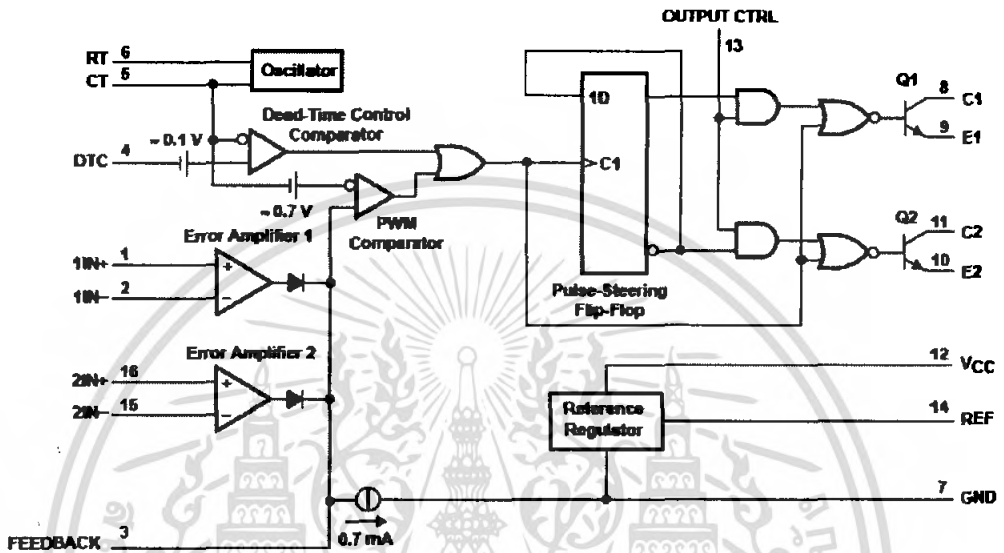 OUTPUT CTRL
13
RT 6
CT 5
Oscillator
Dead-Time Control
Comparator
~ 0.1 V
DTC 4
~ 0.7 V
PWM
Comparator
1D
C1
Pulse-Steering
Flip-Flop
Q1
8 C1
9 E1
Q2
11 C2
10 E2
Error Amplifier 1
1IN+ 1
+
1IN– 2
–
Error Amplifier 2
2IN+ 16
+
2IN– 15
–
12 VCC
Reference
Regulator
14 REF
7 GND
0.7 mA
FEEDBACK 3